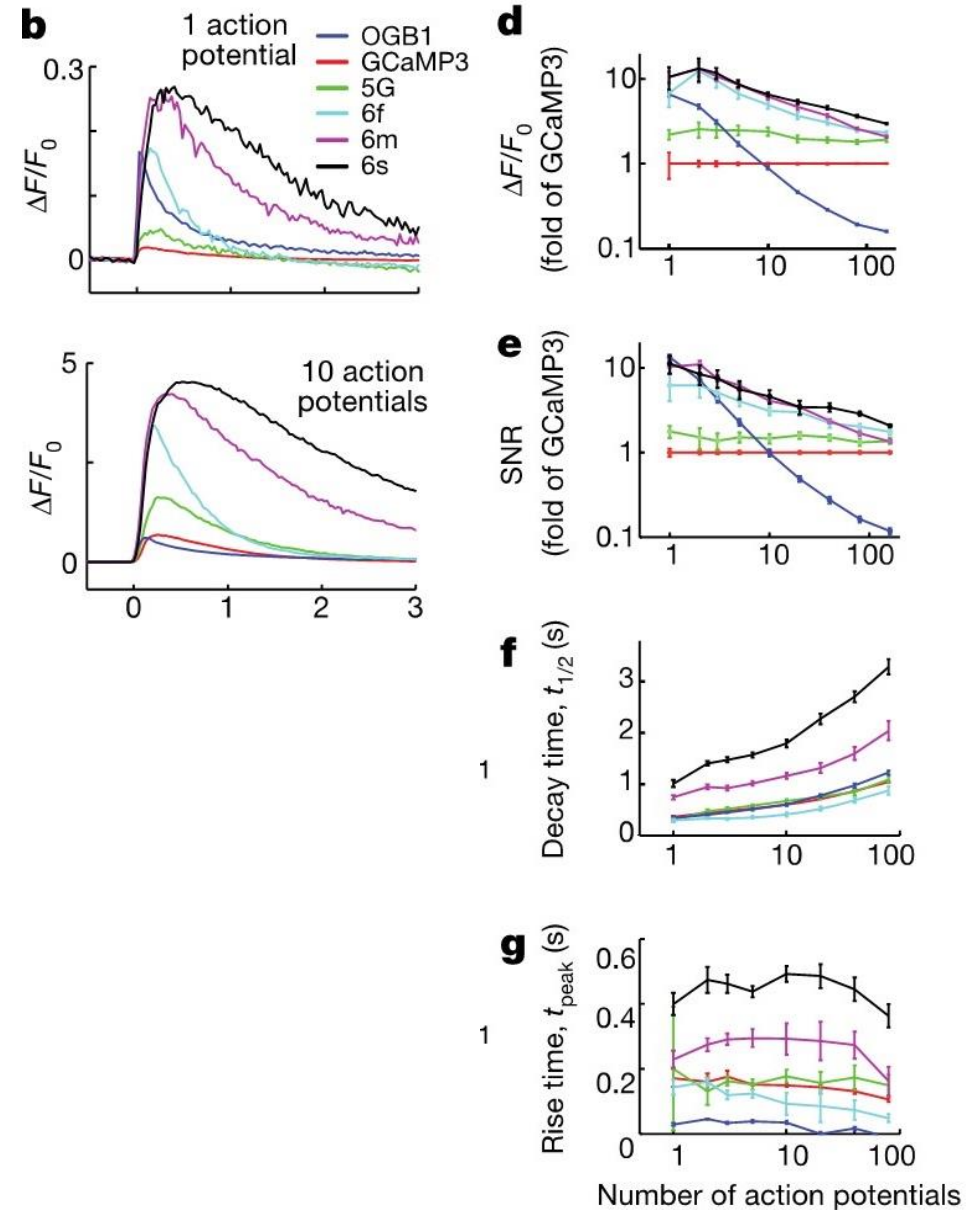 b
1 action
potential
OGB1
GCaMP3
5G
6f
6m
6s
0.3
0
ΔF/F0
10 action
potentials
5
0
ΔF/F0
0 1 2 3
d
ΔF/F0
(fold of GCaMP3)
10
1
0.1
1 10 100
e
SNR
(fold of GCaMP3)
10
1
0.1
1 10 100
f
Decay time, t1/2 (s)
3
2
1
0
1 10 100
1
g
Rise time, tpeak (s)
0.6
0.4
0.2
0
1 10 100
1
Number of action potentials